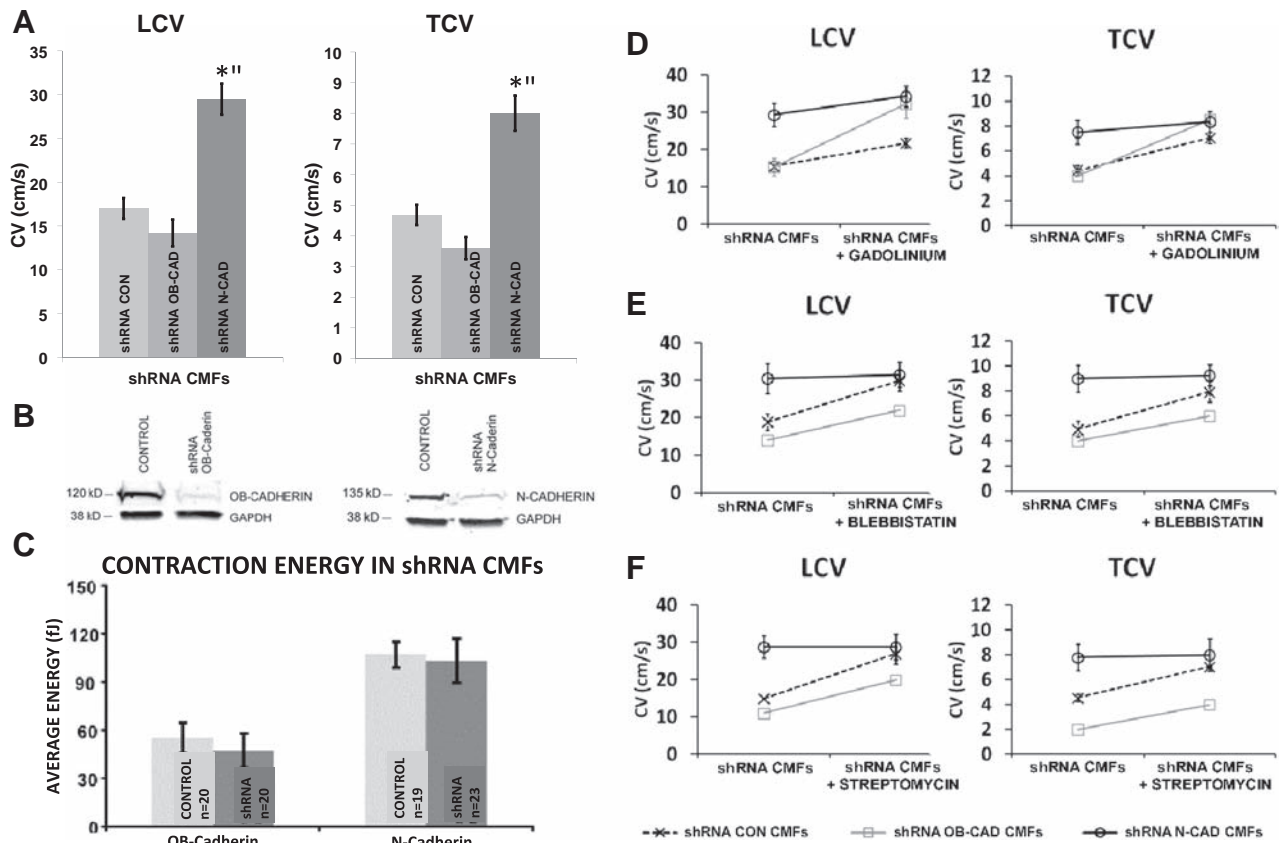 A
LCV
TCV
35
30
25
20
15
10
5
0
CV (cm/s)
*"
shRNA CON
shRNA OB-CAD
shRNA N-CAD
10
9
8
7
6
5
4
3
2
1
0
CV (cm/s)
*"
shRNA CON
shRNA OB-CAD
shRNA N-CAD
shRNA CMFs
shRNA CMFs
B
CONTROL
shRNA
OB-Caderin
120 kD
OB-CADHERIN
38 kD
GAPDH
CONTROL
shRNA
N-Caderin
135 kD
N-CADHERIN
38 kD
GAPDH
C
CONTRACTION ENERGY IN shRNA CMFs
AVERAGE ENERGY (fJ)
150
120
90
60
30
0
CONTROL
n=20
shRNA
n=20
CONTROL
n=19
shRNA
n=23
OB-Cadherin
N-Cadherin
D
LCV
TCV
CV (cm/s)
40
30
20
10
0
shRNA CMFs
shRNA CMFs
+ GADOLINIUM
CV (cm/s)
12
10
8
6
4
2
0
shRNA CMFs
shRNA CMFs
+ GADOLINIUM
E
LCV
TCV
CV (cm/s)
40
30
20
10
0
shRNA CMFs
shRNA CMFs
+ BLEBBISTATIN
CV (cm/s)
12
10
8
6
4
2
0
shRNA CMFs
shRNA CMFs
+ BLEBBISTATIN
F
LCV
TCV
CV (cm/s)
40
30
20
10
0
shRNA CMFs
shRNA CMFs
+ STREPTOMYCIN
CV (cm/s)
12
10
8
6
4
2
0
shRNA CMFs
shRNA CMFs
+ STREPTOMYCIN
shRNA CON CMFs
shRNA OB-CAD CMFs
shRNA N-CAD CMFs